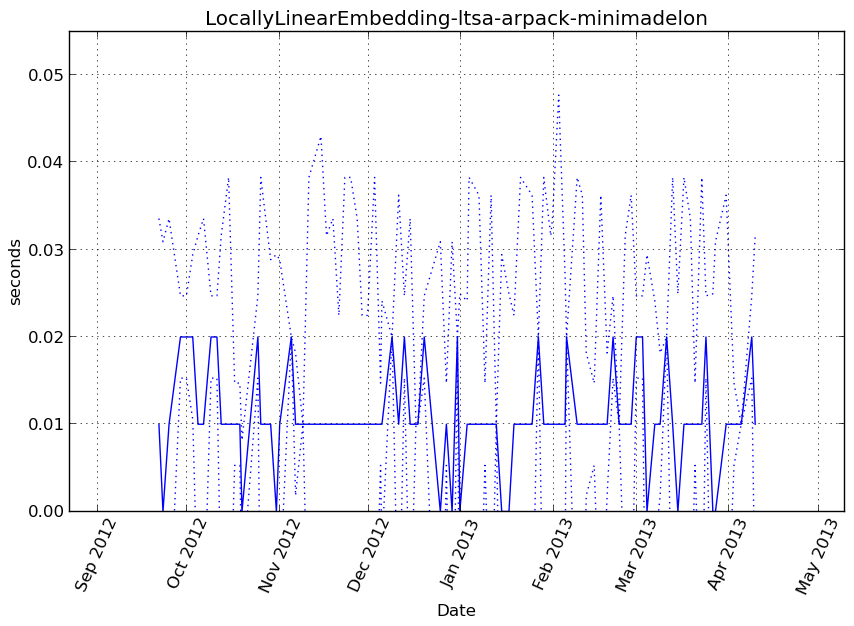 LocallyLinearEmbedding-ltsa-arpack-minimadelon
0.05
0.04
0.03
0.02
0.01
0.00
seconds
Sep 2012
Oct 2012
Nov 2012
Dec 2012
Jan 2013
Feb 2013
Mar 2013
Apr 2013
May 2013
Date